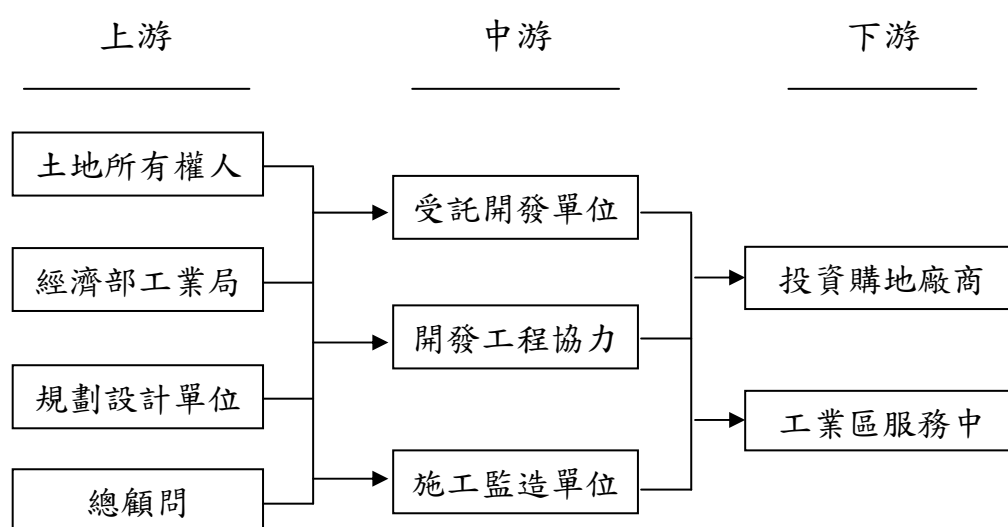 上游
中游
下游
土地所有權人
經濟部工業局
規劃設計單位
總顧問
受託開發單位
開發工程協力
施工監造單位
投資購地廠商
工業區服務中